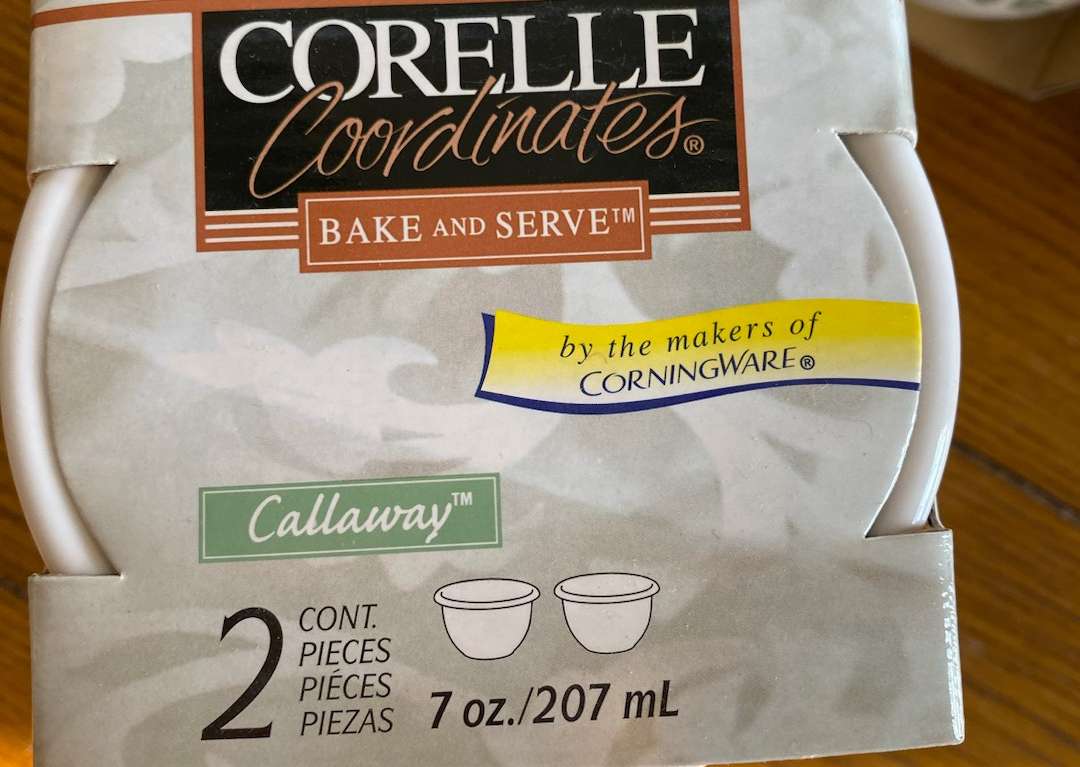 CORELLE
Coordinates®
BAKE AND SERVE™
by the makers of
CORNINGWARE®
Callaway™
2
CONT.
PIECES
PIÉCES
PIEZAS
7 oz./207 mL